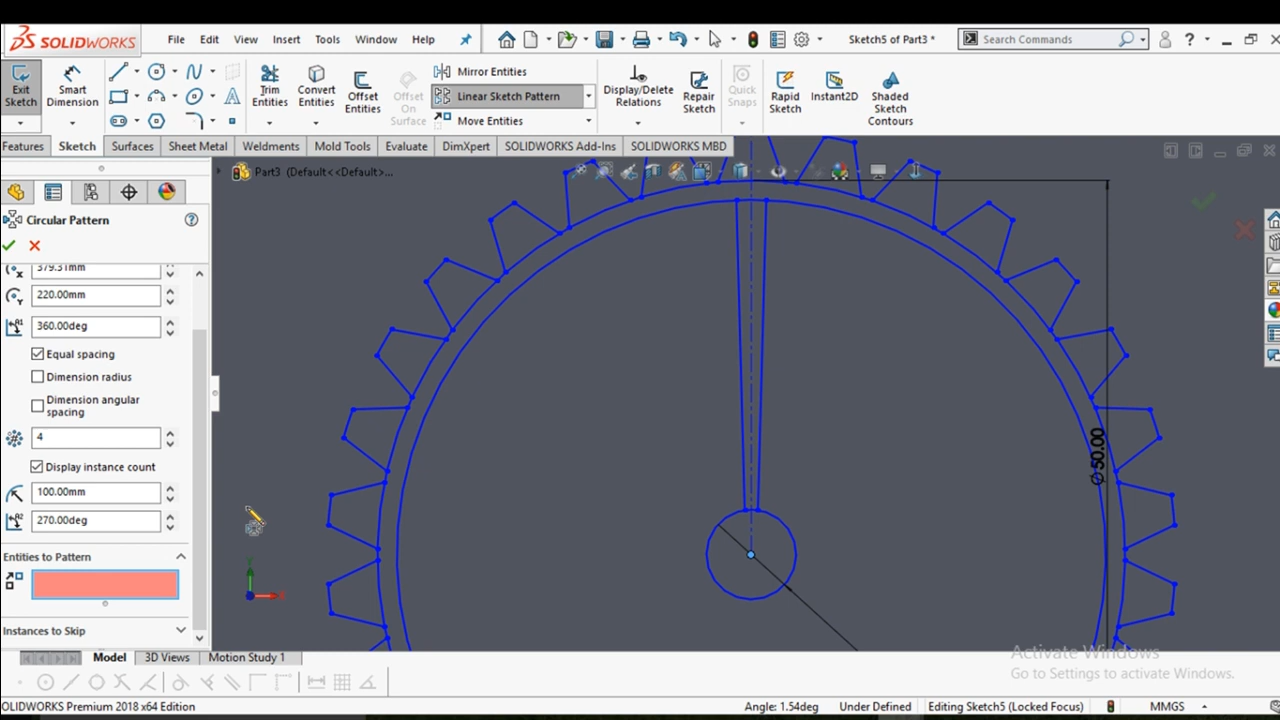 SOLIDWORKS
File Edit View Insert Tools Window Help
Sketch5 of Part3 *
Search Commands
Exit Sketch
Smart Dimension
Trim Entities
Convert Entities
Offset Entities
Offset On Surface
Mirror Entities
Linear Sketch Pattern
Move Entities
Display/Delete Relations
Repair Sketch
Quick Snaps
Rapid Sketch
Instant2D
Shaded Sketch Contours
Features Sketch Surfaces Sheet Metal Weldments Mold Tools Evaluate DimXpert SOLIDWORKS Add-Ins SOLIDWORKS MBD
Part3 (Default<<Default>...
Circular Pattern
379.31mm
220.00mm
360.00deg
Equal spacing
Dimension radius
Dimension angular
spacing
4
Display instance count
100.00mm
270.00deg
Entities to Pattern
Instances to Skip
Ø50.00
Activate Windows
Go to Settings to activate Windows.
Model 3D Views Motion Study 1
OLIDWORKS Premium 2018 x64 Edition
Angle: 1.54deg Under Defined Editing Sketch5 (Locked Focus) MMGS